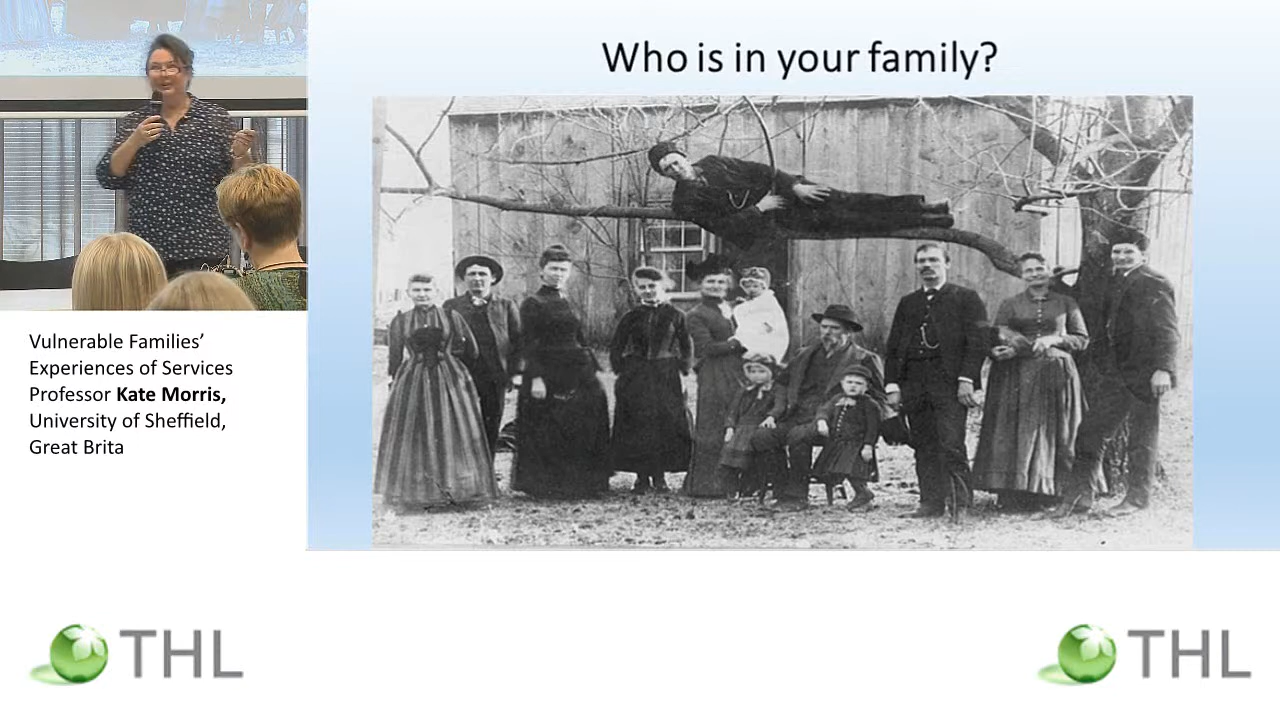 Who is in your family?
Vulnerable Families’
Experiences of Services
Professor Kate Morris,
University of Sheffield,
Great Brita
THL
THL